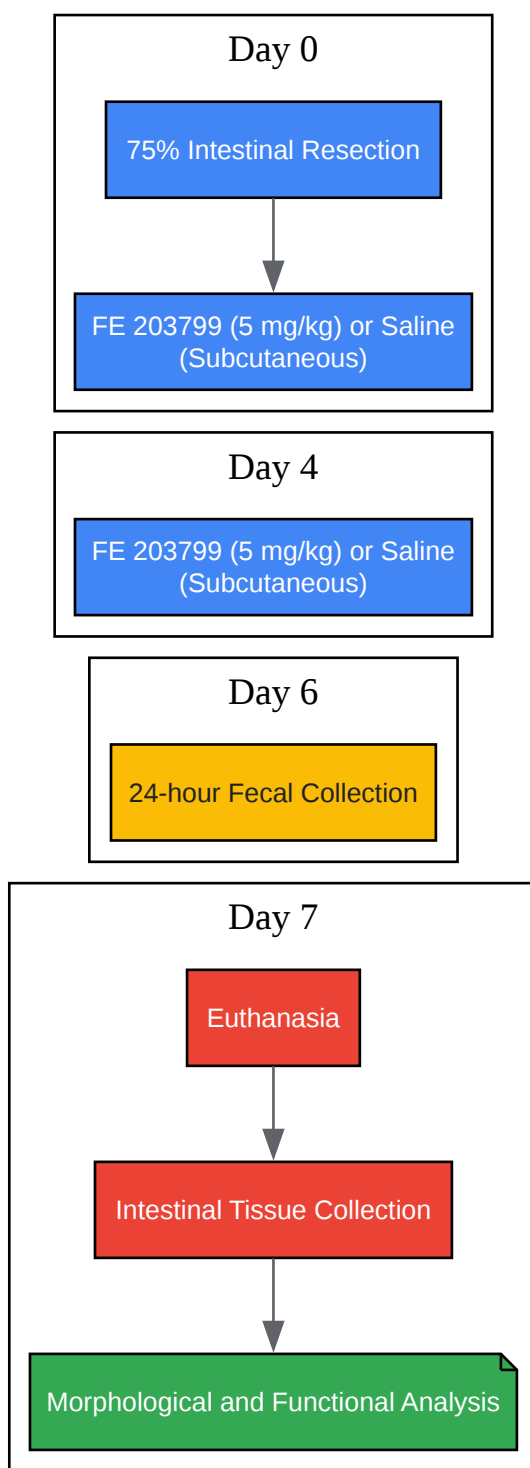 Day 0
75% Intestinal Resection
FE 203799 (5 mg/kg) or Saline
(Subcutaneous)
Day 4
FE 203799 (5 mg/kg) or Saline
(Subcutaneous)
Day 6
24-hour Fecal Collection
Day 7
Euthanasia
Intestinal Tissue Collection
Morphological and Functional Analysis